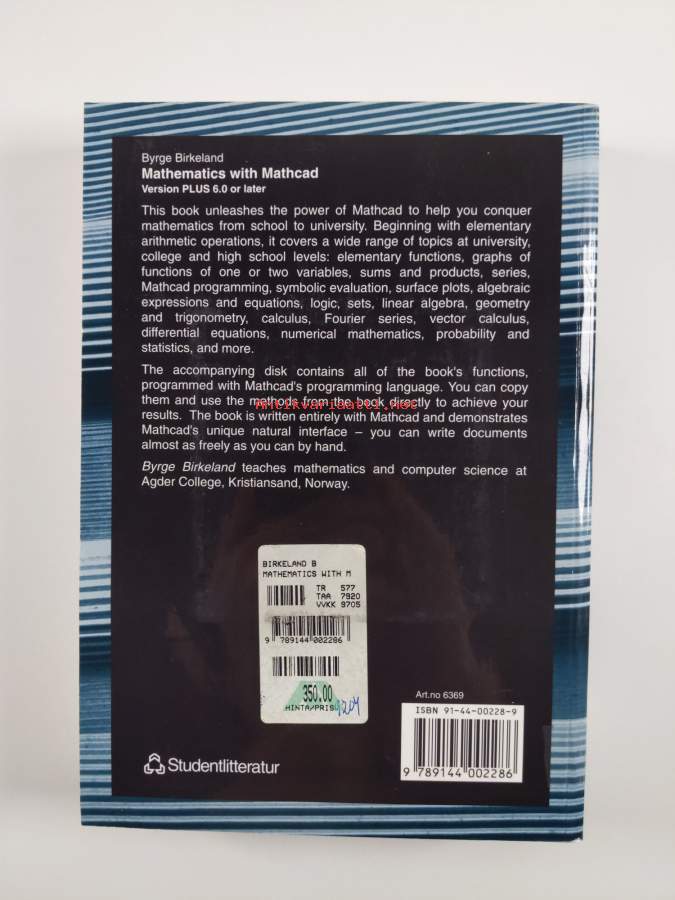 Byrge Birkeland
Mathematics with Mathcad
Version PLUS 6.0 or later
This book unleashes the power of Mathcad to help you conquer
mathematics from school to university. Beginning with elementary
arithmetic operations, it covers a wide range of topics at university,
college and high school levels: elementary functions, graphs of
functions of one or two variables, sums and products, series,
Mathcad programming, symbolic evaluation, surface plots, algebraic
expressions and equations, logic, sets, linear algebra, geometry
and trigonometry, calculus, Fourier series, vector calculus,
differential equations, numerical mathematics, probability and
statistics, and more.
The accompanying disk contains all of the book's functions,
programmed with Mathcad's programming language. You can copy
them and use the methods from the book directly to achieve your
Antikvariaatti.net
results. The book is written entirely with Mathcad and demonstrates
Mathcad's unique natural interface – you can write documents
almost as freely as you can by hand.
Byrge Birkeland teaches mathematics and computer science at
Agder College, Kristiansand, Norway.
BIRKELAND B
MATHEMATICS WITH M
TR 577
TAA 7920
VVKK 9705
9 789144 002286
350.00
HINTA/PRIS
Art.no 6369
ISBN 91-44-00228-9
9 789144 002286
Studentlitteratur